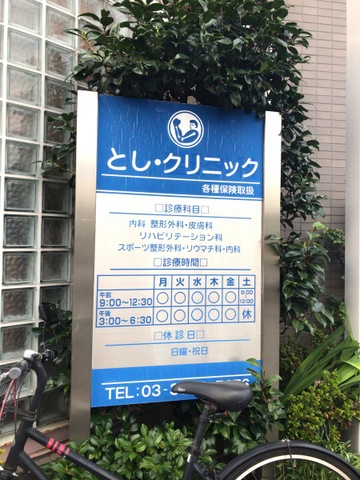 とし・クリニック
各種保険取扱
□診療科目□
内科 整形外科・皮膚科
リハビリテーション科
スポーツ整形外科・リウマチ科・内科
□診療時間□
月 火 水 木 金 土
午前 9:00~12:30 ○ ○ ○ ○ ○ 9:00~13:00
午後 3:00~6:30 ○ ○ ○ ○ ○ 休
□休診日□
日曜・祝日
TEL:03-